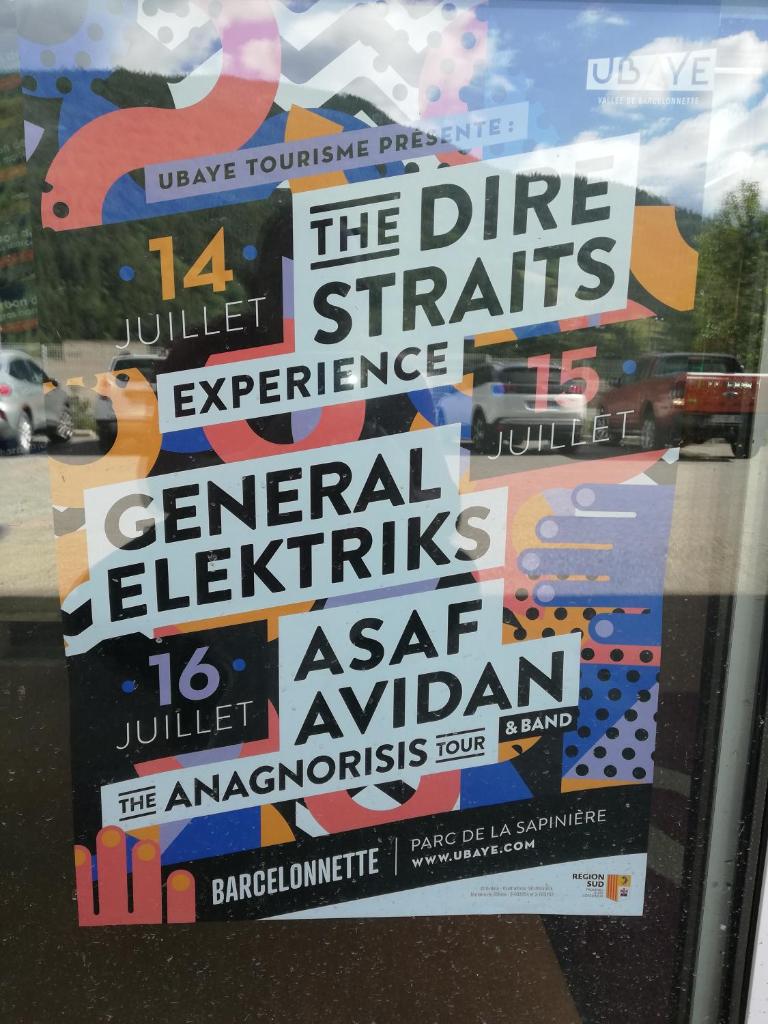 UBAYE
VALLÉE DE BARCELONNETTE
UBAYE TOURISME PRÉSENTE :
14
JUILLET
THE DIRE
STRAITS
EXPERIENCE
15
JUILLET
GENERAL
ELEKTRIKS
16
JUILLET
ASAF
AVIDAN
& BAND
THE ANAGNORISIS TOUR
BARCELONNETTE
PARC DE LA SAPINIÈRE
WWW.UBAYE.COM
REGION
SUD